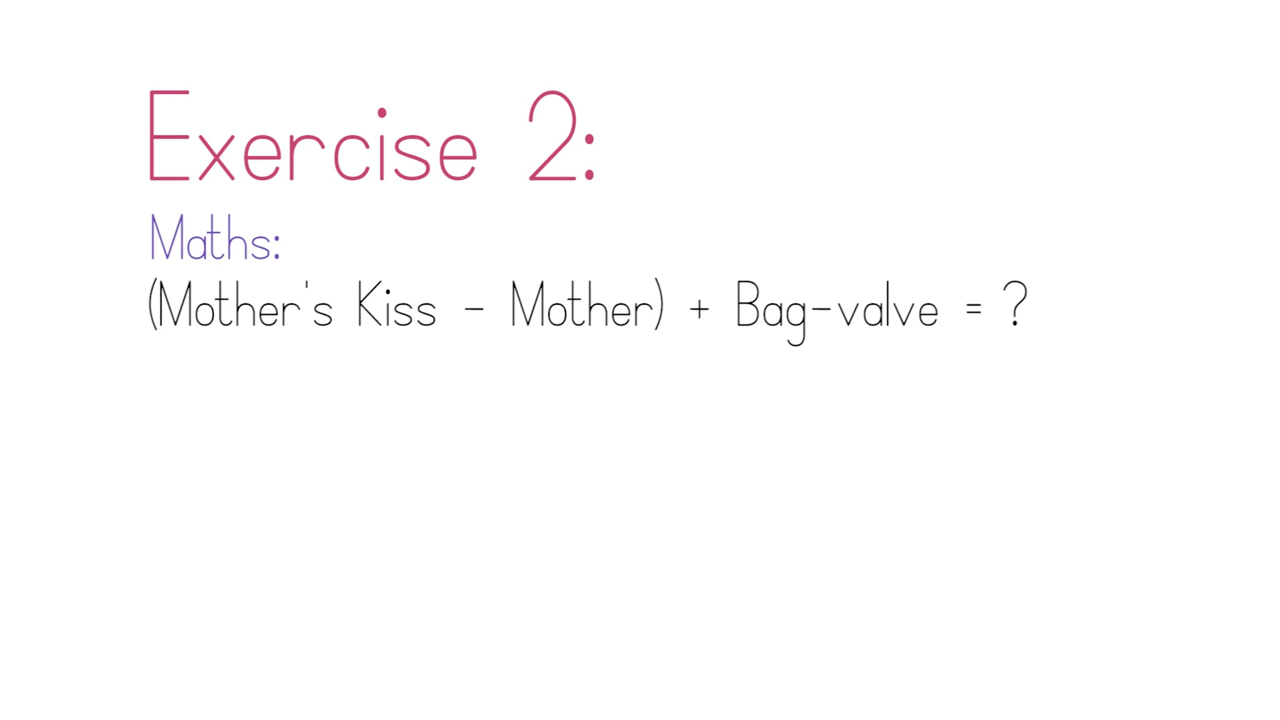 Exercise 2:
Maths:
(Mother's Kiss - Mother) + Bag-valve = ?